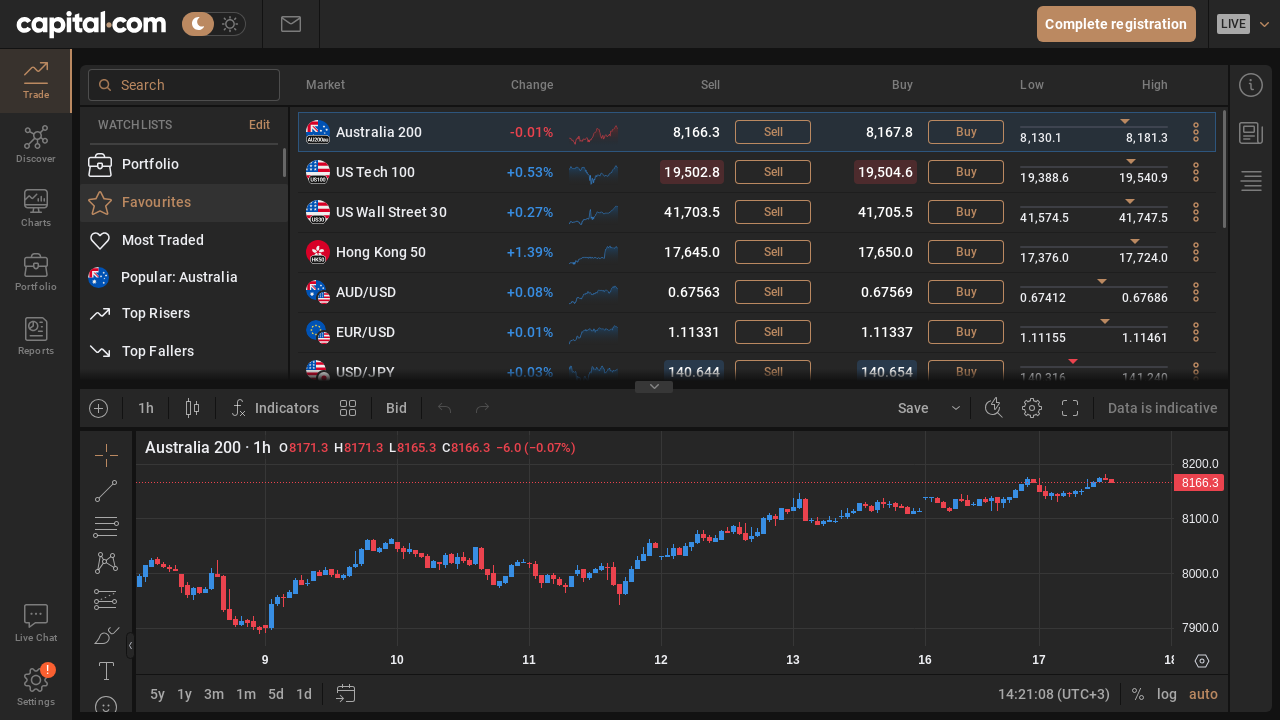 capital.com
Complete registration
LIVE
Trade
Discover
Charts
Portfolio
Reports
Live Chat
!
Settings
Search
Market Change Sell Buy Low High
WATCHLISTS Edit
Portfolio
Favourites
Most Traded
Popular: Australia
Top Risers
Top Fallers
Australia 200 -0.01% 8,166.3 Sell 8,167.8 Buy 8,130.1 8,181.3
US Tech 100 +0.53% 19,502.8 Sell 19,504.6 Buy 19,388.6 19,540.9
US Wall Street 30 +0.27% 41,703.5 Sell 41,705.5 Buy 41,574.5 41,747.5
Hong Kong 50 +1.39% 17,645.0 Sell 17,650.0 Buy 17,376.0 17,724.0
AUD/USD +0.08% 0.67563 Sell 0.67569 Buy 0.67412 0.67686
EUR/USD +0.01% 1.11331 Sell 1.11337 Buy 1.11155 1.11461
USD/JPY +0.03% 140.644 Sell 140.654 Buy 140.316 141.240
1h Indicators Bid Save Data is indicative
Australia 200 · 1h O8171.3 H8171.3 L8165.3 C8166.3 −6.0 (−0.07%)
8200.0
8166.3
8100.0
8000.0
7900.0
9 10 11 12 13 16 17 18
5y 1y 3m 1m 5d 1d 14:21:08 (UTC+3) % log auto